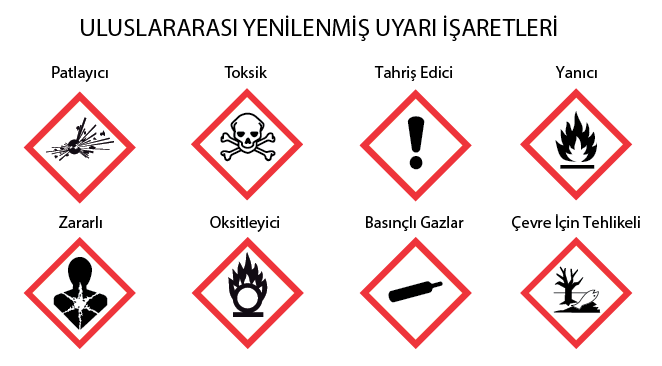 ULUSLARARASI YENİLENMİŞ UYARI İŞARETLERİ
Patlayıcı
Toksik
Tahriş Edici
Yanıcı
Zararlı
Oksitleyici
Basınçlı Gazlar
Çevre İçin Tehlikeli